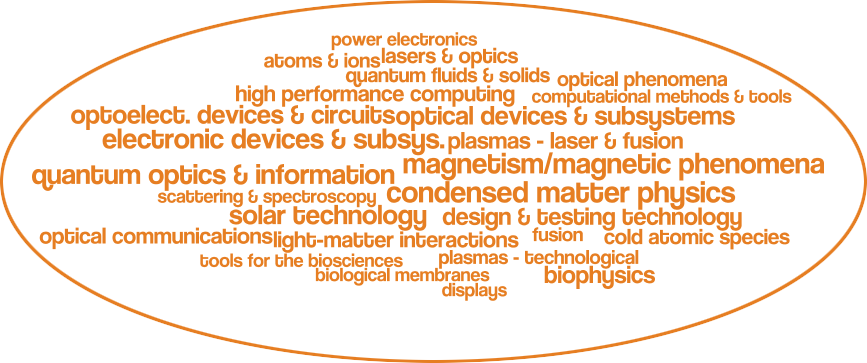 power electronics
atoms & ions lasers & optics
quantum fluids & solids optical phenomena
high performance computing computational methods & tools
optoelect. devices & circuits optical devices & subsystems
electronic devices & subsys. plasmas - laser & fusion
quantum optics & information magnetism/magnetic phenomena
scattering & spectroscopy condensed matter physics
solar technology design & testing technology
optical communications light-matter interactions fusion cold atomic species
tools for the biosciences plasmas - technological
biological membranes biophysics
displays